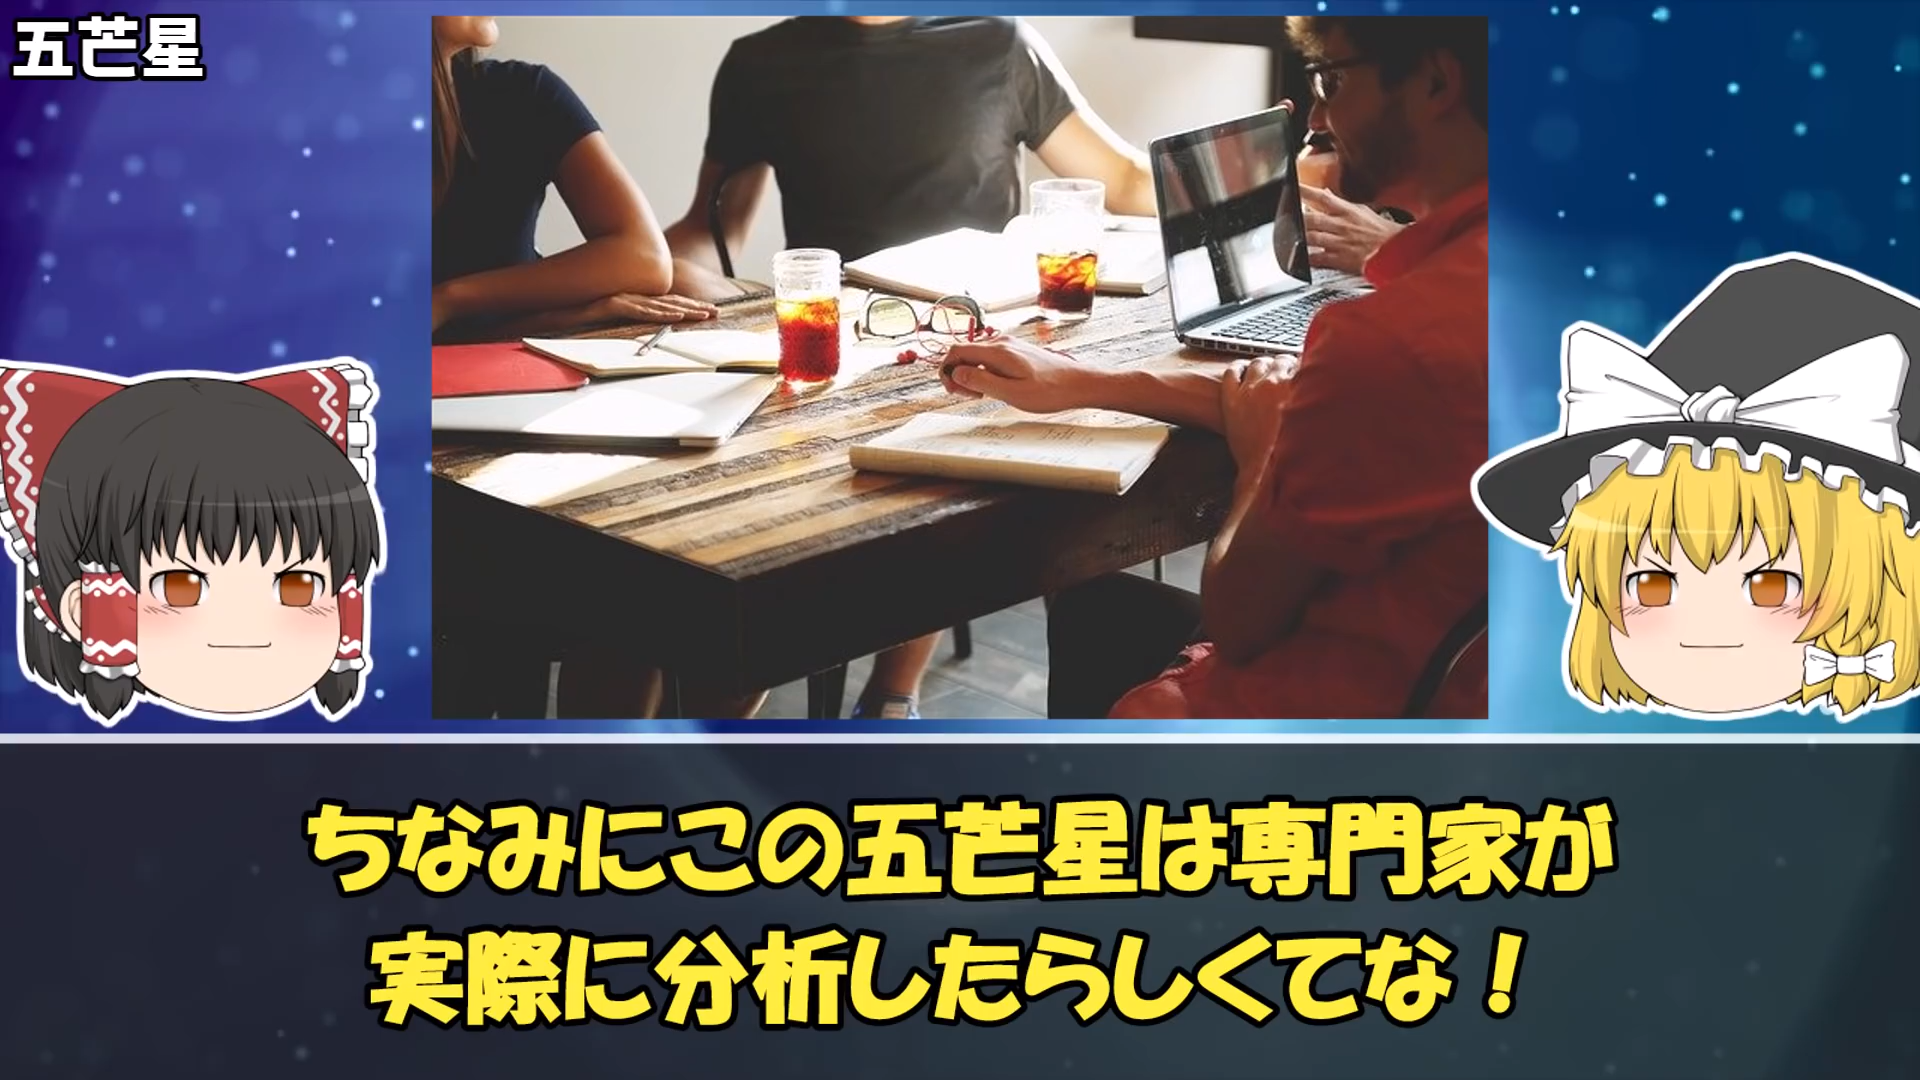 五芒星
ちなみにこの五芒星は専門家が
実際に分析したらしくてな！